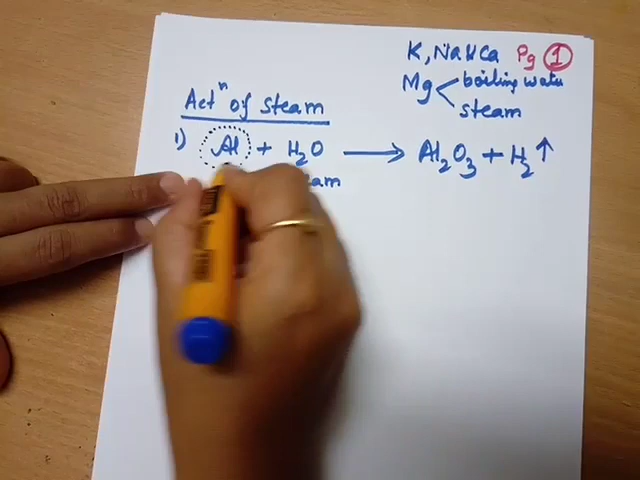 K, Na & Ca Pg 1
Mg boiling water
steam
Actⁿ of steam
1) Al + H₂O ⟶ Al₂O₃ + H₂↑